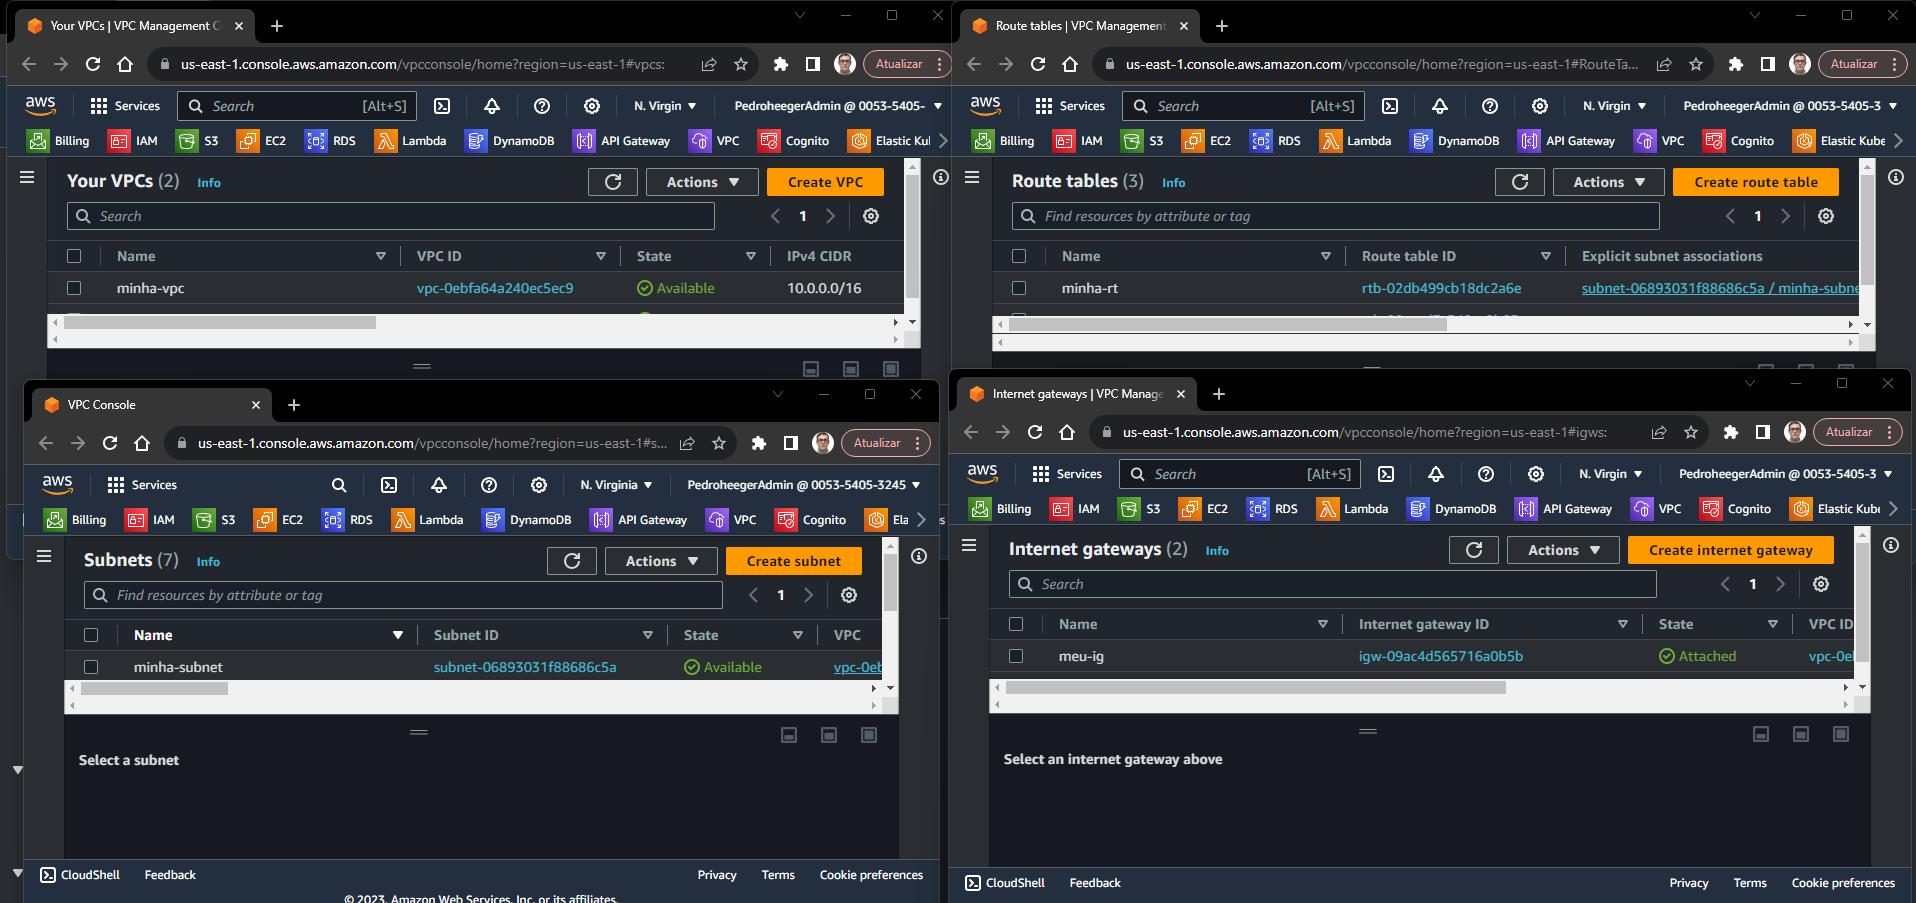 Your VPCs | VPC Management C
us-east-1.console.aws.amazon.com/vpcconsole/home?region=us-east-1#vpcs:
Atualizar
aws
Services
Search
[Alt+S]
N. Virgin
PedroheegerAdmin @ 0053-5405-
Billing
IAM
S3
EC2
RDS
Lambda
DynamoDB
API Gateway
VPC
Cognito
Elastic Ku
Your VPCs (2)
Info
Actions
Create VPC
Search
1
Name
VPC ID
State
IPv4 CIDR
minha-vpc
vpc-0ebfa64a240ec5ec9
Available
10.0.0.0/16
Route tables | VPC Management
us-east-1.console.aws.amazon.com/vpcconsole/home?region=us-east-1#RouteTa...
Atualizar
aws
Services
Search
[Alt+S]
N. Virgin
PedroheegerAdmin @ 0053-5405-3
Billing
IAM
S3
EC2
RDS
Lambda
DynamoDB
API Gateway
VPC
Cognito
Elastic Kube
Route tables (3)
Info
Actions
Create route table
Find resources by attribute or tag
1
Name
Route table ID
Explicit subnet associations
minha-rt
rtb-02db499cb18dc2a6e
subnet-06893031f88686c5a / minha-subne
VPC Console
us-east-1.console.aws.amazon.com/vpcconsole/home?region=us-east-1#s...
Atualizar
aws
Services
N. Virginia
PedroheegerAdmin @ 0053-5405-3245
Billing
IAM
S3
EC2
RDS
Lambda
DynamoDB
API Gateway
VPC
Cognito
Ela
Subnets (7)
Info
Actions
Create subnet
Find resources by attribute or tag
1
Name
Subnet ID
State
VPC
minha-subnet
subnet-06893031f88686c5a
Available
vpc-0eb
Select a subnet
CloudShell
Feedback
Privacy
Terms
Cookie preferences
© 2023, Amazon Web Services, Inc. or its affiliates.
Internet gateways | VPC Manage
us-east-1.console.aws.amazon.com/vpcconsole/home?region=us-east-1#igws:
Atualizar
aws
Services
Search
[Alt+S]
N. Virgin
PedroheegerAdmin @ 0053-5405-3
Billing
IAM
S3
EC2
RDS
Lambda
DynamoDB
API Gateway
VPC
Cognito
Elastic Kube
Internet gateways (2)
Info
Actions
Create internet gateway
Search
1
Name
Internet gateway ID
State
VPC ID
meu-ig
igw-09ac4d565716a0b5b
Attached
vpc-0eb
Select an internet gateway above
CloudShell
Feedback
Privacy
Terms
Cookie preferences